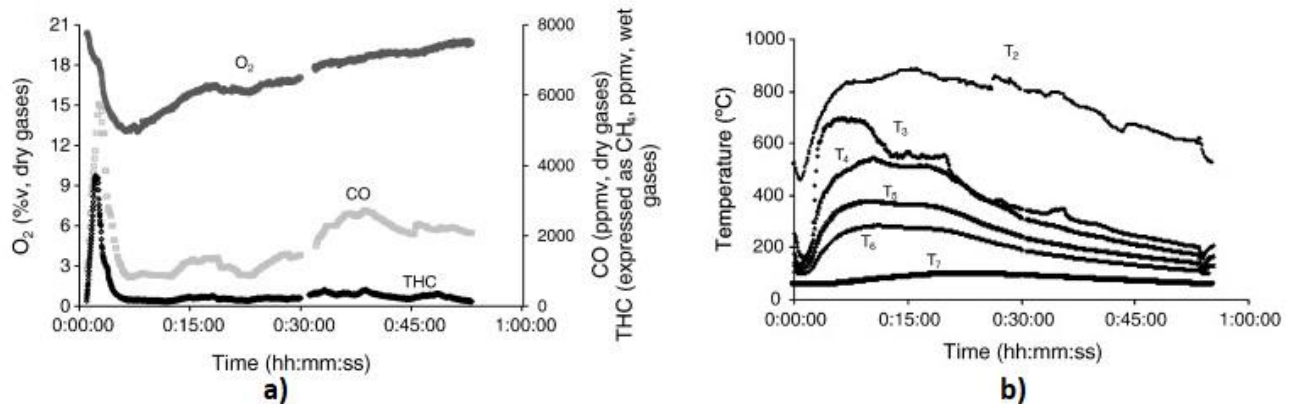 21
18
15
12
9
6
3
0
O₂ (%v, dry gases)
8000
6000
4000
2000
0
CO (ppmv, dry gases)
THC (expressed as CH₄, ppmv, wet
gases)
O₂
CO
THC
0:00:00 0:15:00 0:30:00 0:45:00 1:00:00
Time (hh:mm:ss)
a)
1000
800
600
400
200
0
Temperature (°C)
T₂
T₃
T₄
T₅
T₆
T₇
0:00:00 0:15:00 0:30:00 0:45:00 1:00:00
Time (hh:mm:ss)
b)